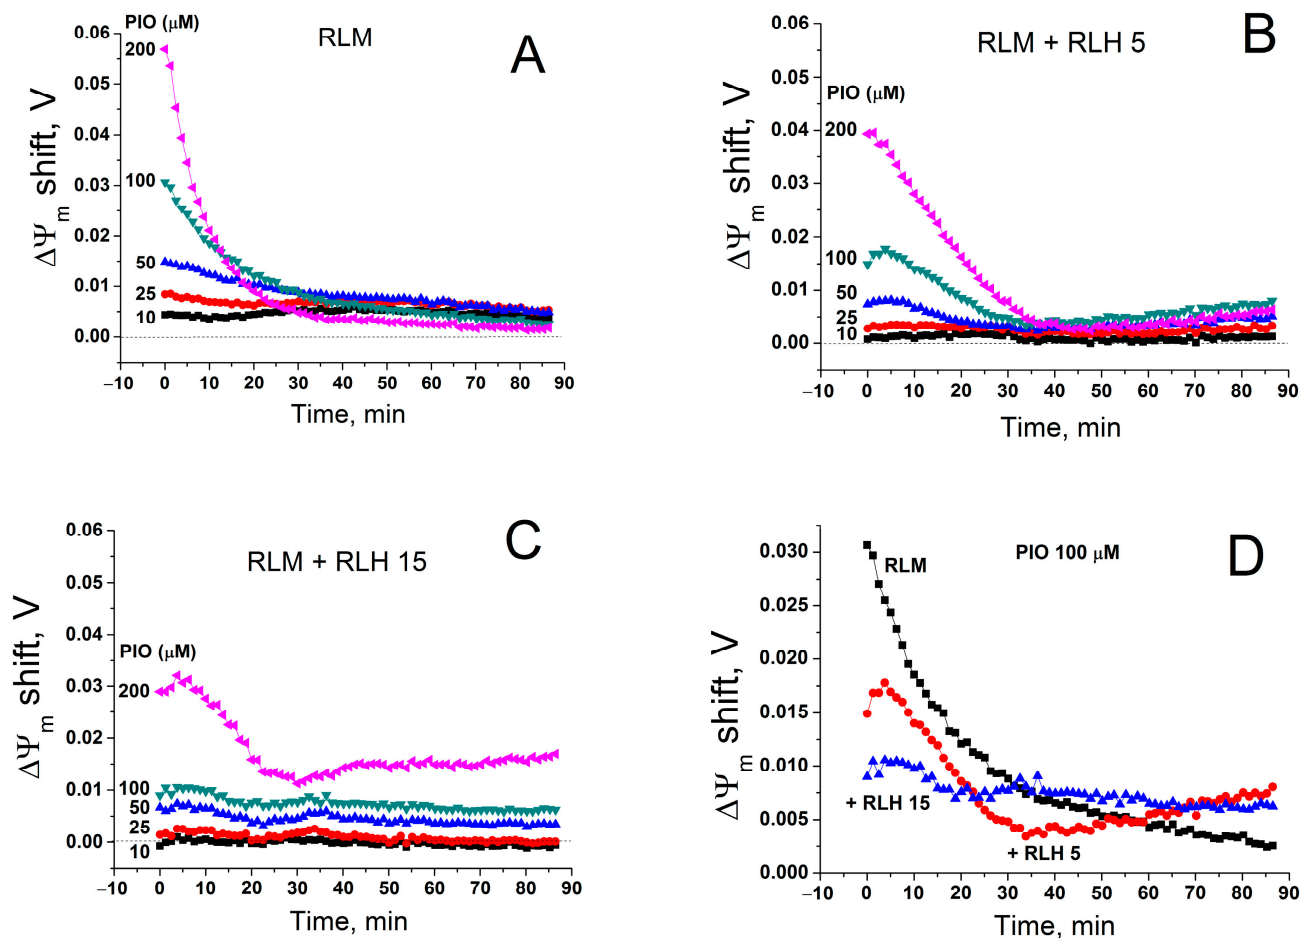 A
RLM
PIO (μM)
200
100
50
25
10
0.06
0.05
0.04
0.03
0.02
0.01
0.00
−10 0 10 20 30 40 50 60 70 80 90
ΔΨm shift, V
Time, min
B
RLM + RLH 5
PIO (μM)
200
100
50
25
10
0.06
0.05
0.04
0.03
0.02
0.01
0.00
−10 0 10 20 30 40 50 60 70 80 90
ΔΨm shift, V
Time, min
C
RLM + RLH 15
PIO (μM)
200
100
50
25
10
0.06
0.05
0.04
0.03
0.02
0.01
0.00
−10 0 10 20 30 40 50 60 70 80 90
ΔΨm shift, V
Time, min
D
PIO 100 μM
RLM
+ RLH 15
+ RLH 5
0.030
0.025
0.020
0.015
0.010
0.005
0.000
−10 0 10 20 30 40 50 60 70 80 90
ΔΨm shift, V
Time, min